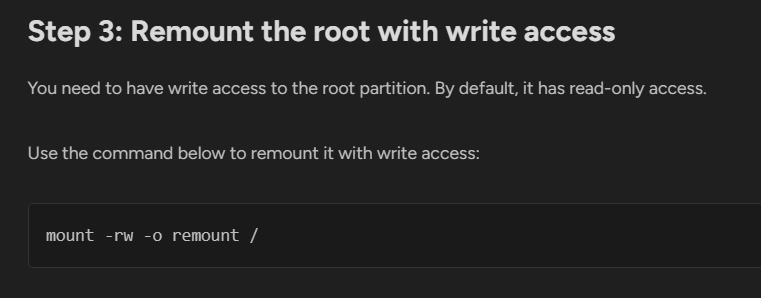 Step 3: Remount the root with write access
You need to have write access to the root partition. By default, it has read-only access.
Use the command below to remount it with write access:
mount -rw -o remount /